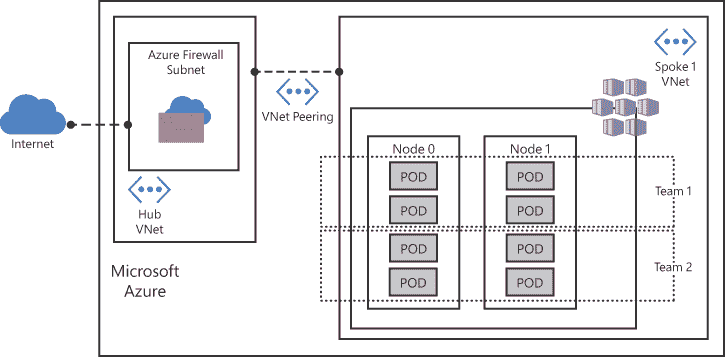 Azure Firewall
Subnet
Internet
Hub
VNet
Microsoft
Azure
VNet Peering
Spoke 1
VNet
Node 0
Node 1
POD
POD
Team 1
POD
POD
POD
POD
Team 2
POD
POD